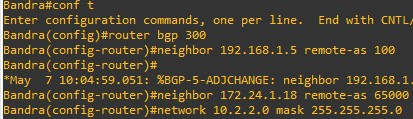 Bandra#conf t
Enter configuration commands, one per line.  End with CNTL/
Bandra(config)#router bgp 300
Bandra(config-router)#neighbor 192.168.1.5 remote-as 100
Bandra(config-router)#
*May  7 10:04:59.051: %BGP-5-ADJCHANGE: neighbor 192.168.1.
Bandra(config-router)#neighbor 172.24.1.18 remote-as 65000
Bandra(config-router)#network 10.2.2.0 mask 255.255.255.0